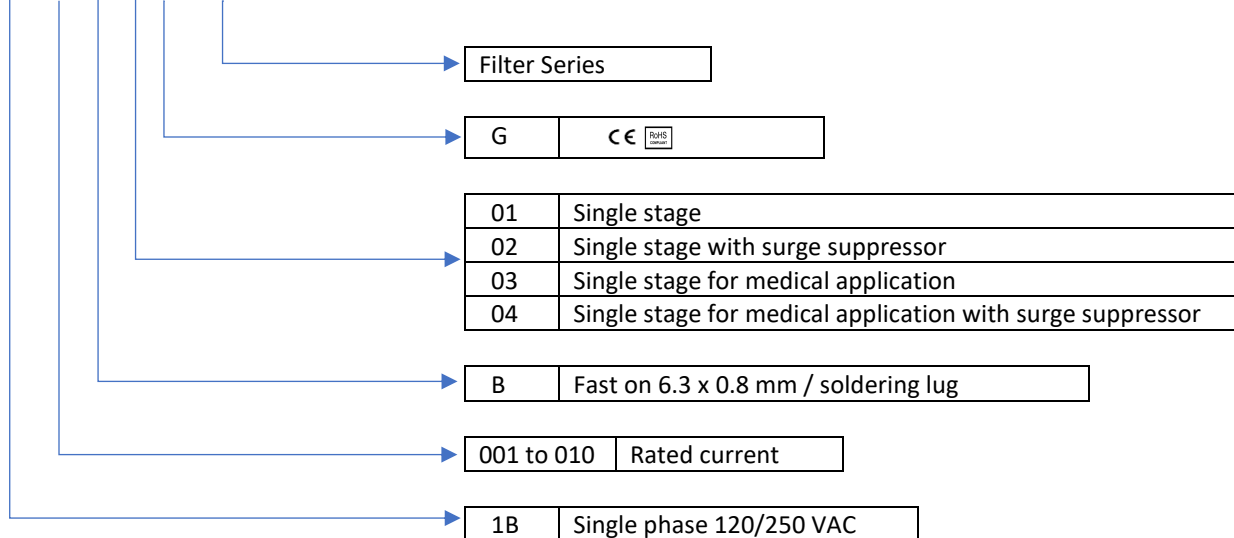 Filter Series
G CE RoHS COMPLIANT
01 Single stage
02 Single stage with surge suppressor
03 Single stage for medical application
04 Single stage for medical application with surge suppressor
B Fast on 6.3 x 0.8 mm / soldering lug
001 to 010 Rated current
1B Single phase 120/250 VAC